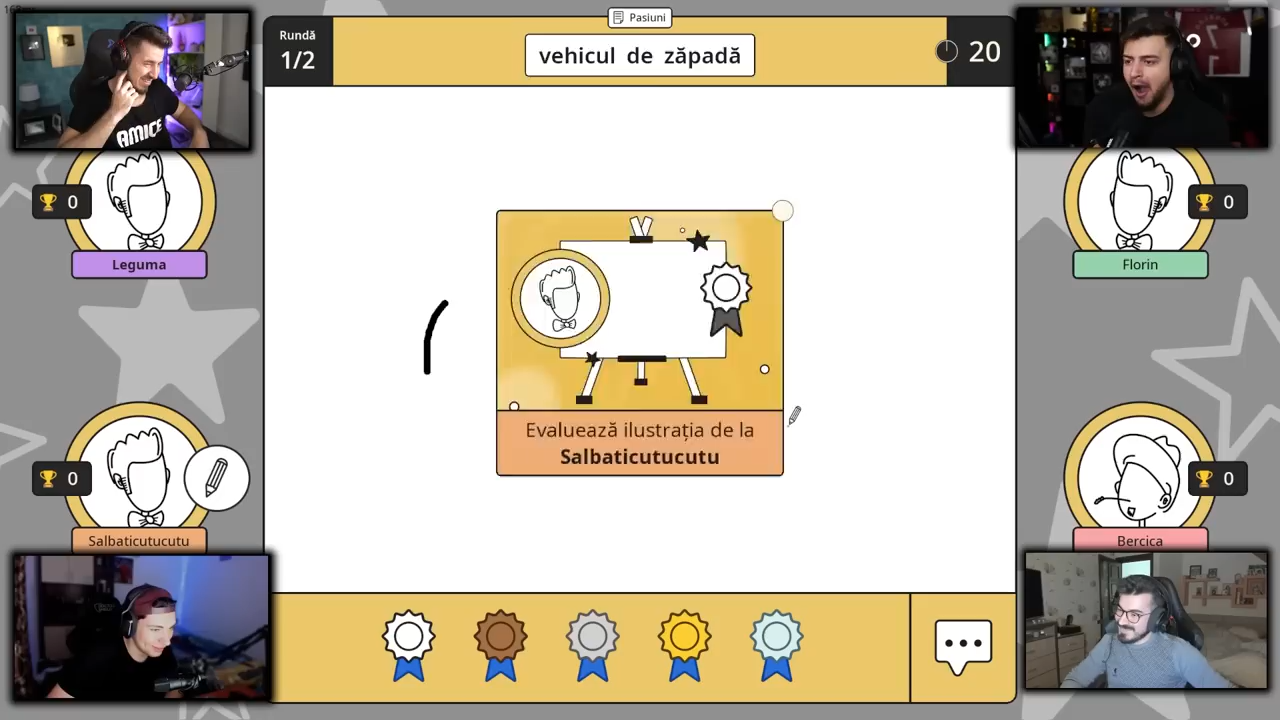 Pasiuni
Rundă
1/2
vehicul de zăpadă
20
AMICE
0
Leguma
0
Florin
Evaluează ilustrația de la
Salbaticutucutu
0
Salbaticutucutu
0
Bercica